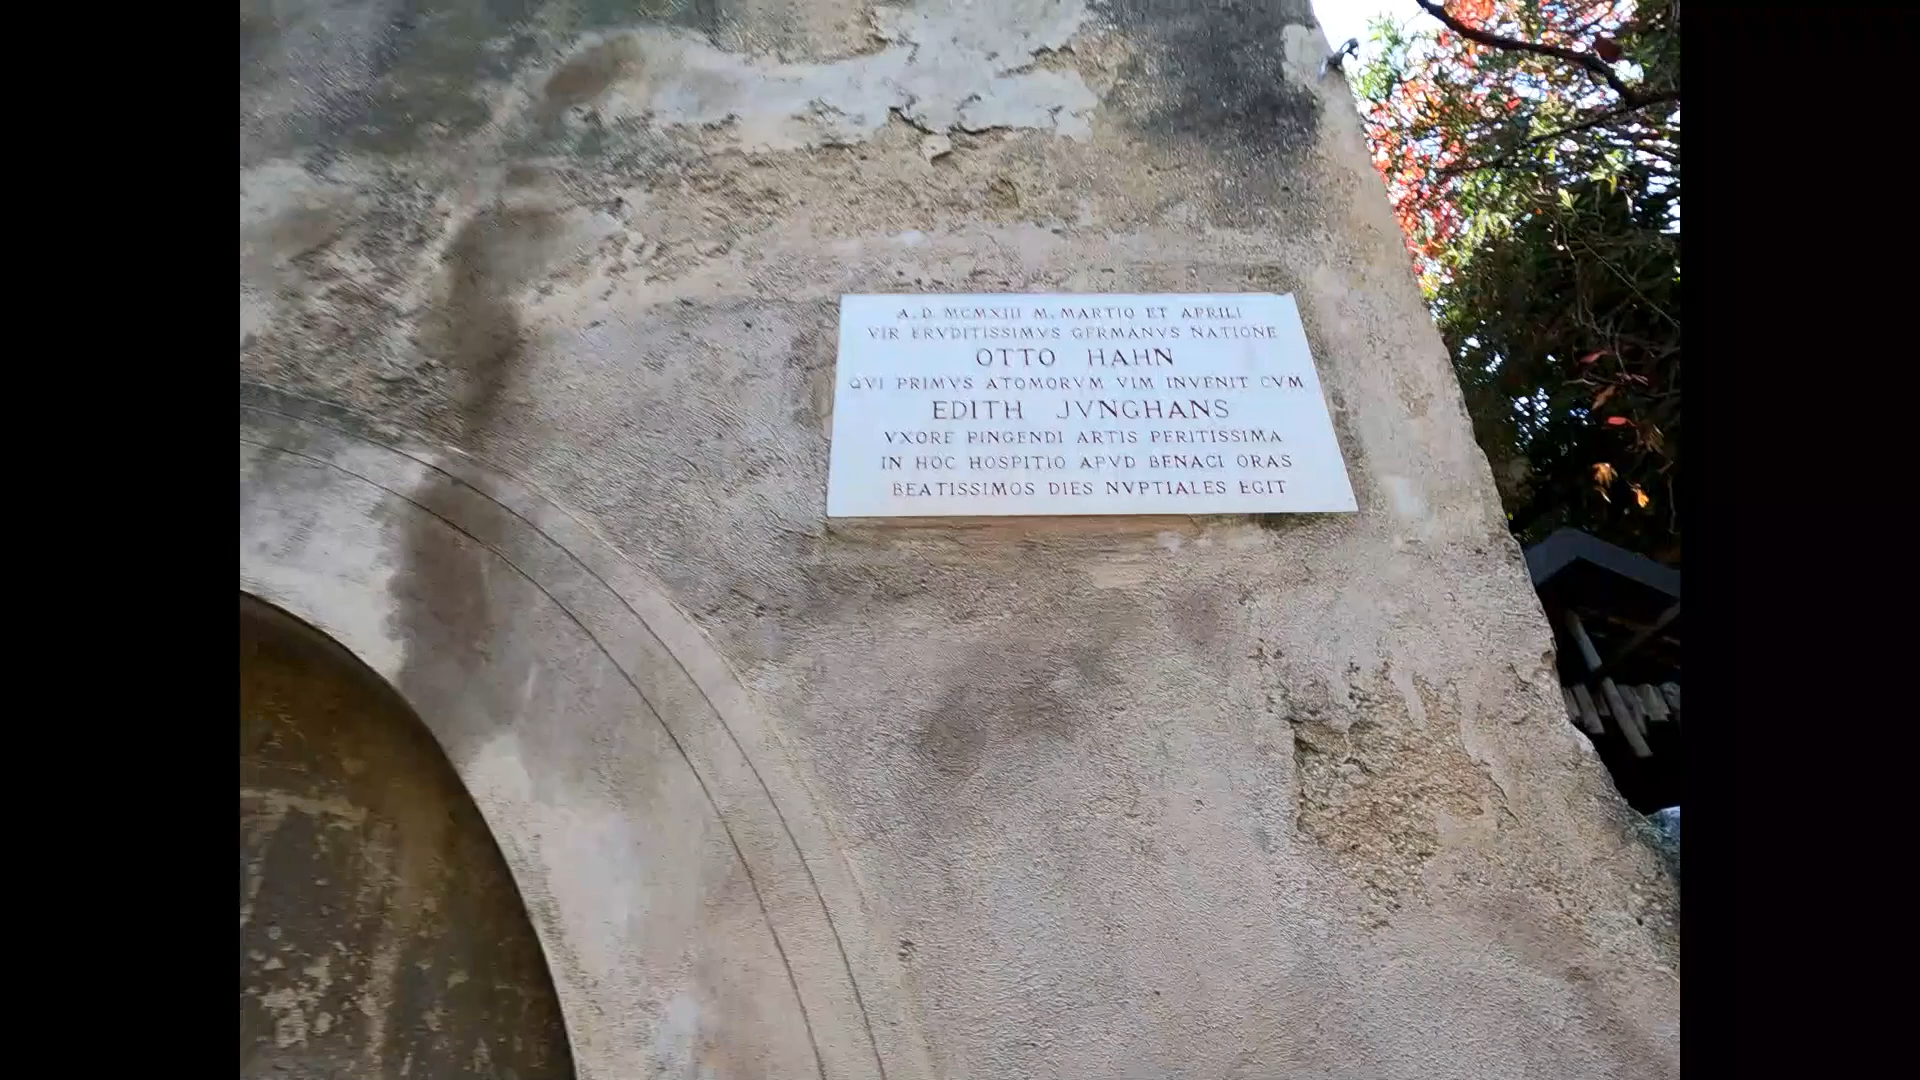 A. D. MCMXIII M. MARTIO ET APRILI
VIR ERVDITISSIMVS GERMANVS NATIONE
OTTO HAHN
QVI PRIMVS ATOMORVM VIM INVENIT CVM
EDITH JVNGHANS
VXORE PINGENDI ARTIS PERITISSIMA
IN HOC HOSPITIO APVD BENACI ORAS
BEATISSIMOS DIES NVPTIALES EGIT